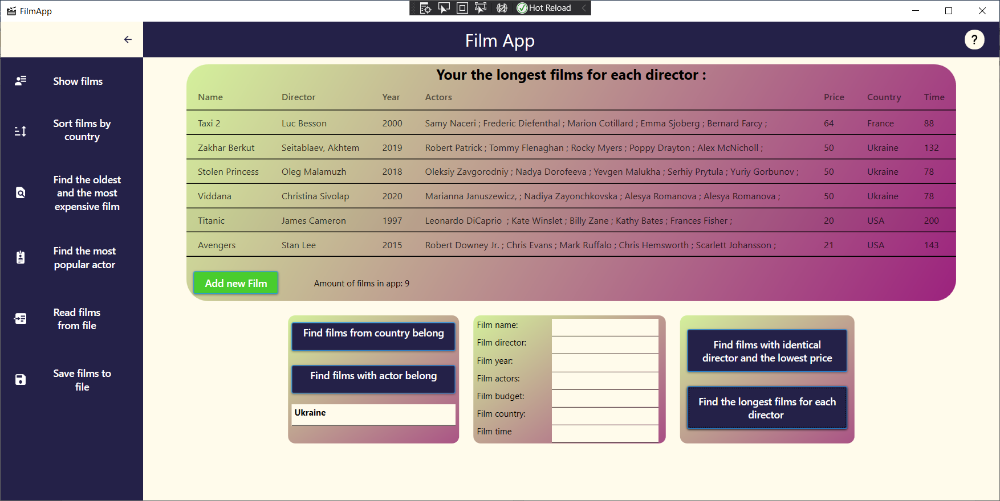 FilmApp
Hot Reload
Film App
?
Show films
Sort films by
country
Find the oldest
and the most
expensive film
Find the most
popular actor
Read films
from file
Save films to
file
Your the longest films for each director :
Name Director Year Actors Price Country Time
Taxi 2 Luc Besson 2000 Samy Naceri ; Frederic Diefenthal ; Marion Cotillard ; Emma Sjoberg ; Bernard Farcy ; 64 France 88
Zakhar Berkut Seitablaev, Akhtem 2019 Robert Patrick ; Tommy Flenaghan ; Rocky Myers ; Poppy Drayton ; Alex McNicholl ; 50 Ukraine 132
Stolen Princess Oleg Malamuzh 2018 Oleksiy Zavgorodniy ; Nadya Dorofeeva ; Yevgen Malukha ; Serhiy Prytula ; Yuriy Gorbunov ; 50 Ukraine 78
Viddana Christina Sivolap 2020 Marianna Januszewicz, ; Nadiya Zayonchkovska ; Alesya Romanova ; Alesya Romanova ; 50 Ukraine 78
Titanic James Cameron 1997 Leonardo DiCaprio  ; Kate Winslet ; Billy Zane ; Kathy Bates ; Frances Fisher ; 20 USA 200
Avengers Stan Lee 2015 Robert Downey Jr. ; Chris Evans ; Mark Ruffalo ; Chris Hemsworth ; Scarlett Johansson ; 21 USA 143
Add new Film
Amount of films in app: 9
Find films from country belong
Find films with actor belong
Ukraine
Film name:
Film director:
Film year:
Film actors:
Film budget:
Film country:
Film time
Find films with identical
director and the lowest price
Find the longest films for each
director